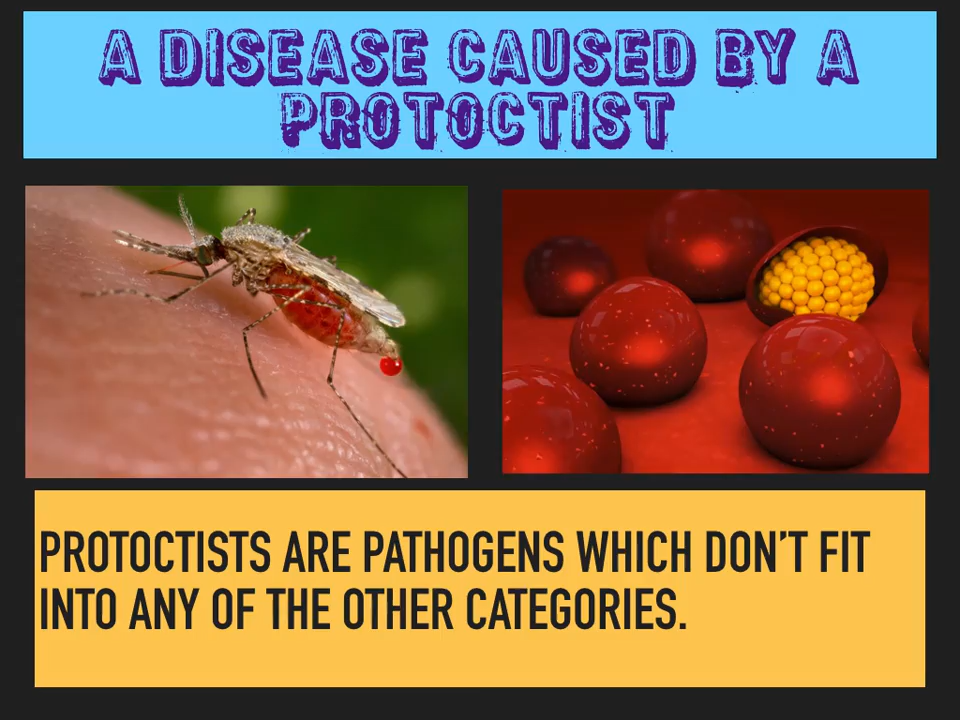 A DISEASE CAUSED BY A
PROTOCTIST
PROTOCTISTS ARE PATHOGENS WHICH DON'T FIT
INTO ANY OF THE OTHER CATEGORIES.